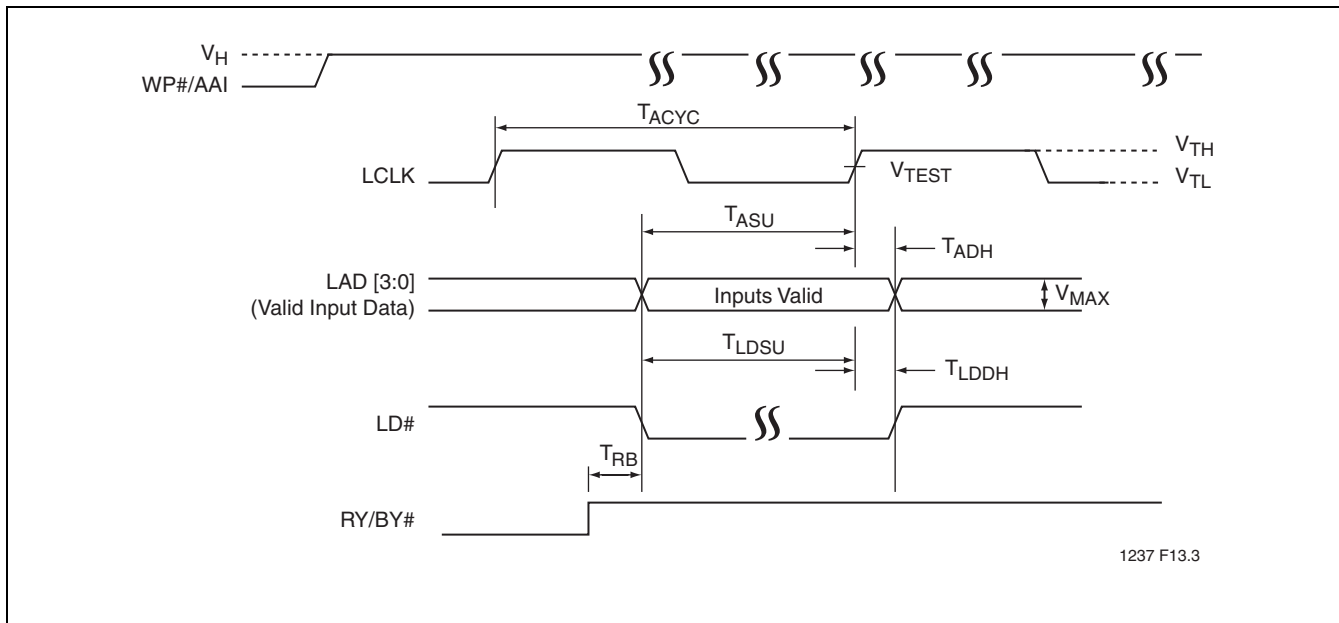 VH
WP#/AAI
TACYC
LCLK
VTEST
VTH
VTL
TASU
TADH
LAD [3:0]
(Valid Input Data)
Inputs Valid
VMAX
TLDSU
TLDDH
LD#
TRB
RY/BY#
1237 F13.3